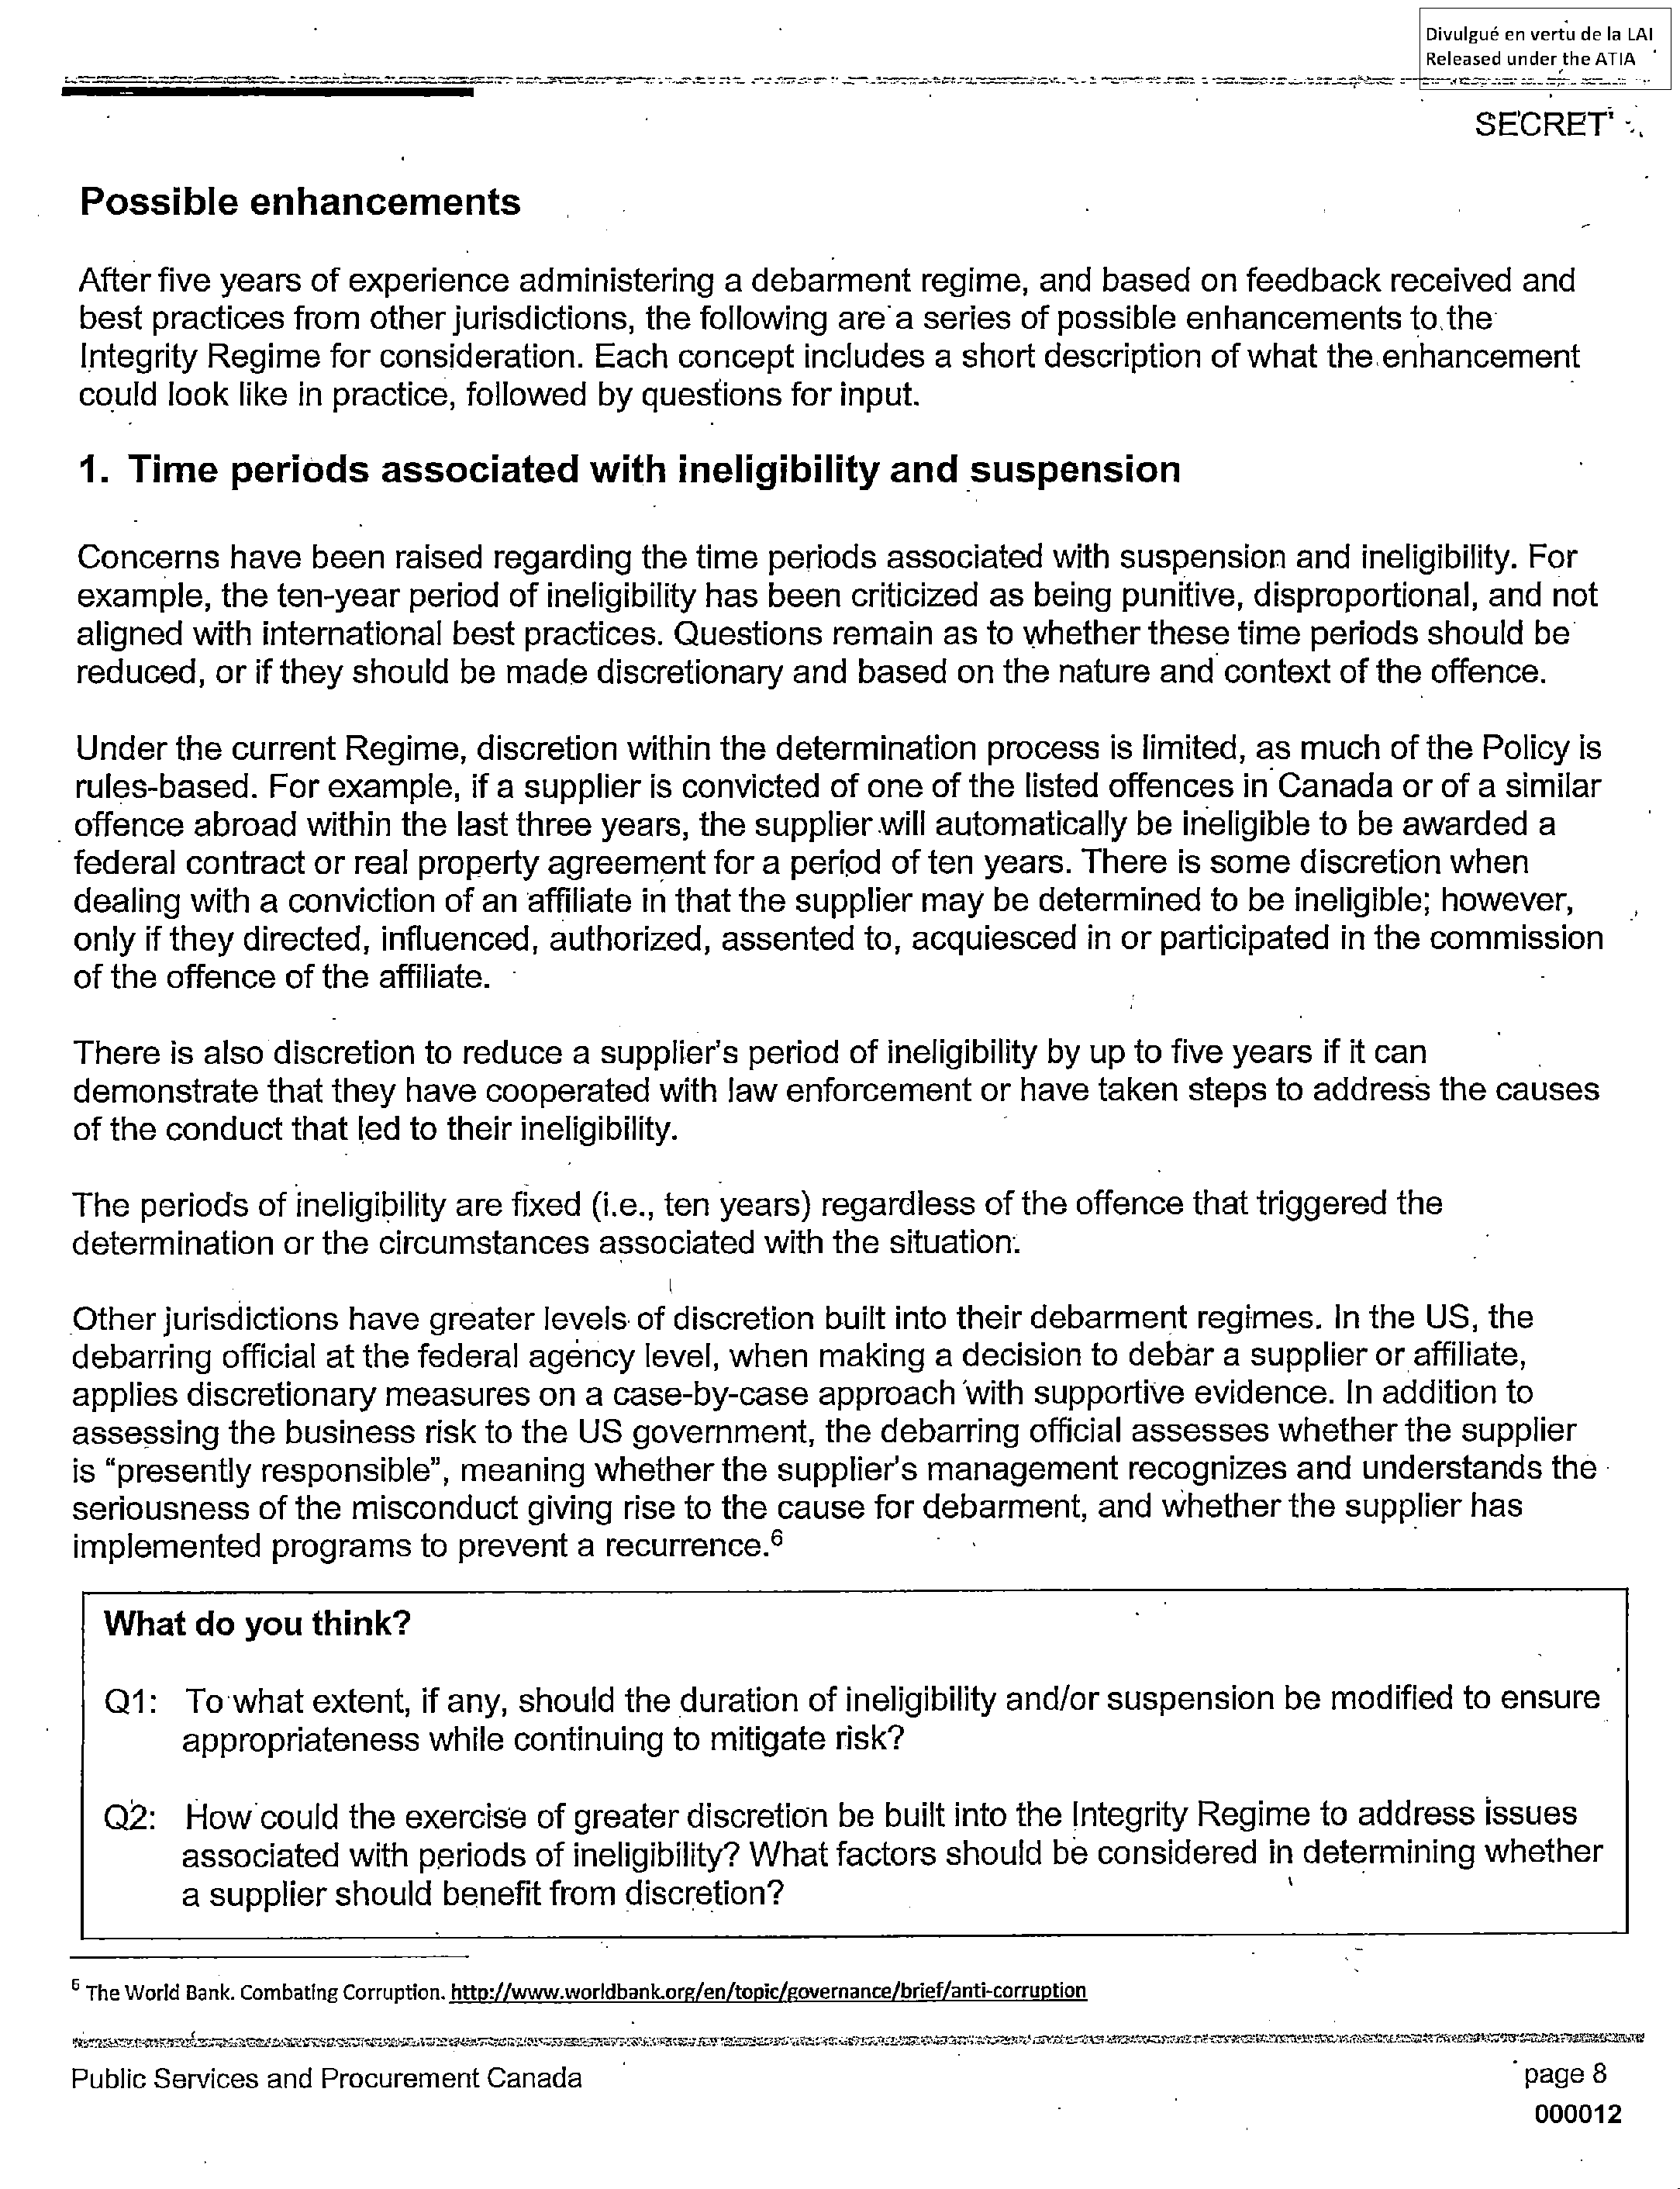 Divulgué en vertu de la LAI
Released under the ATIA
SECRET
Possible enhancements
After five years of experience administering a debarment regime, and based on feedback received and
best practices from other jurisdictions, the following are a series of possible enhancements to the
Integrity Regime for consideration. Each concept includes a short description of what the enhancement
could look like in practice, followed by questions for input.
1. Time periods associated with ineligibility and suspension
Concerns have been raised regarding the time periods associated with suspension and ineligibility. For
example, the ten-year period of ineligibility has been criticized as being punitive, disproportional, and not
aligned with international best practices. Questions remain as to whether these time periods should be
reduced, or if they should be made discretionary and based on the nature and context of the offence.
Under the current Regime, discretion within the determination process is limited, as much of the Policy is
rules-based. For example, if a supplier is convicted of one of the listed offences in Canada or of a similar
offence abroad within the last three years, the supplier will automatically be ineligible to be awarded a
federal contract or real property agreement for a period of ten years. There is some discretion when
dealing with a conviction of an affiliate in that the supplier may be determined to be ineligible; however,
only if they directed, influenced, authorized, assented to, acquiesced in or participated in the commission
of the offence of the affiliate.
There is also discretion to reduce a supplier's period of ineligibility by up to five years if it can
demonstrate that they have cooperated with law enforcement or have taken steps to address the causes
of the conduct that led to their ineligibility.
The periods of ineligibility are fixed (i.e., ten years) regardless of the offence that triggered the
determination or the circumstances associated with the situation.
Other jurisdictions have greater levels of discretion built into their debarment regimes. In the US, the
debarring official at the federal agency level, when making a decision to debar a supplier or affiliate,
applies discretionary measures on a case-by-case approach with supportive evidence. In addition to
assessing the business risk to the US government, the debarring official assesses whether the supplier
is “presently responsible”, meaning whether the supplier's management recognizes and understands the
seriousness of the misconduct giving rise to the cause for debarment, and whether the supplier has
implemented programs to prevent a recurrence.⁶
What do you think?
Q1: To what extent, if any, should the duration of ineligibility and/or suspension be modified to ensure
appropriateness while continuing to mitigate risk?
Q2: How could the exercise of greater discretion be built into the Integrity Regime to address issues
associated with periods of ineligibility? What factors should be considered in determining whether
a supplier should benefit from discretion?
⁶ The World Bank. Combating Corruption. http://www.worldbank.org/en/topic/governance/brief/anti-corruption
Public Services and Procurement Canada
page 8
000012